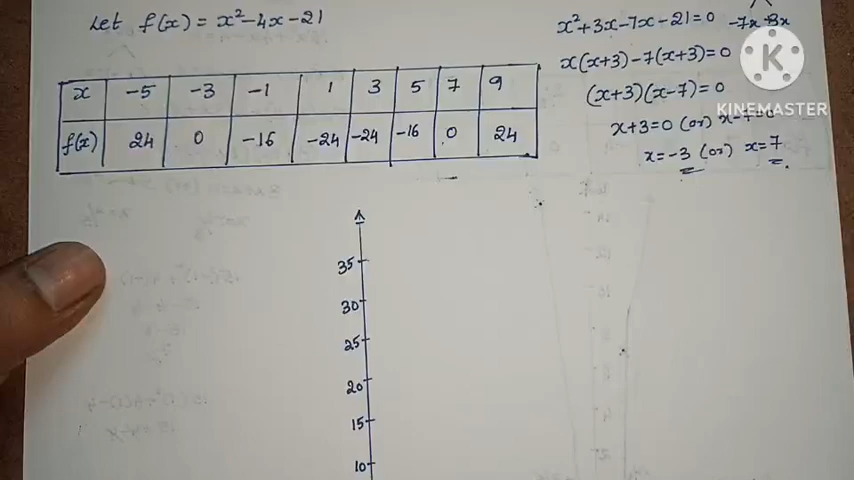 Let f(x) = x²-4x-21
x -5 -3 -1 1 3 5 7 9
f(x) 24 0 -16 -24 -24 -16 0 24
x²+3x-7x-21=0
x(x+3)-7(x+3)=0
(x+3)(x-7)=0
x+3=0 (or) x-7=0
x=-3 (or) x=7
K
KINEMASTER
35
30
25
20
15
10